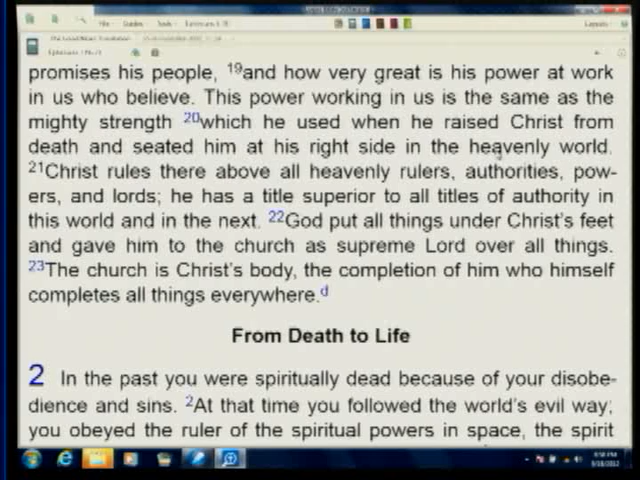 File
Guides
Tools
Layouts
promises his people, 19and how very great is his power at work
in us who believe. This power working in us is the same as the
mighty strength 20which he used when he raised Christ from
death and seated him at his right side in the heavenly world.
21Christ rules there above all heavenly rulers, authorities, pow-
ers, and lords; he has a title superior to all titles of authority in
this world and in the next. 22God put all things under Christ's feet
and gave him to the church as supreme Lord over all things.
23The church is Christ's body, the completion of him who himself
completes all things everywhere.d
From Death to Life
2 In the past you were spiritually dead because of your disobe-
dience and sins. 2At that time you followed the world's evil way;
you obeyed the ruler of the spiritual powers in space, the spirit